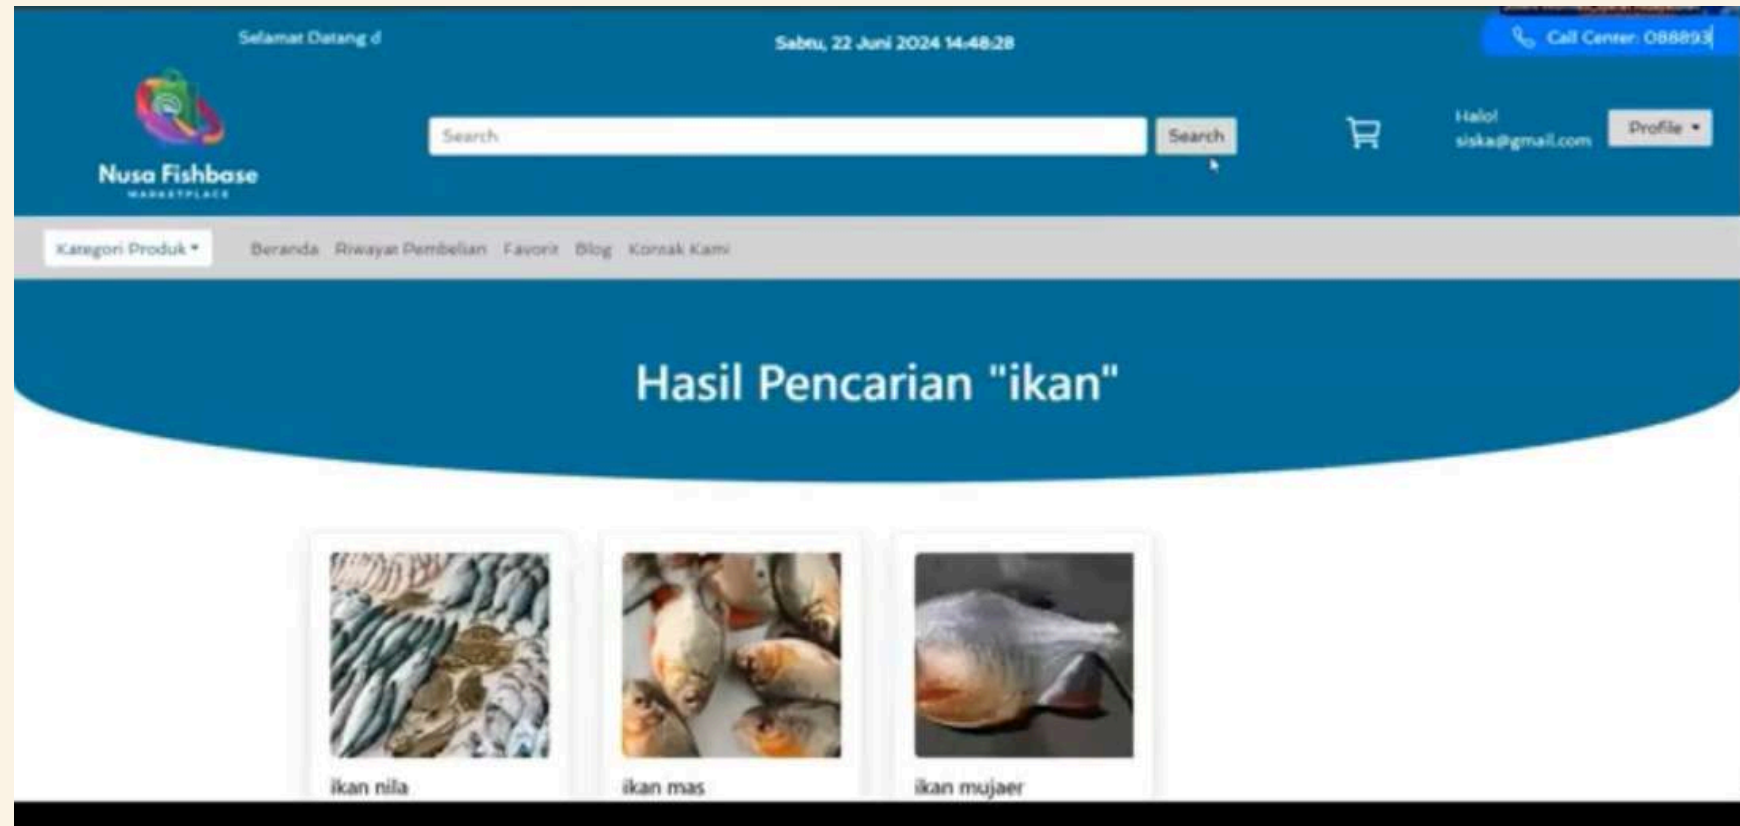 Selamat Datang d
Sabtu, 22 Juni 2024 14:48:28
Call Center: 088893
Nusa Fishbase
MARKETPLACE
Search
Search
Halo!
siska@gmail.com
Profile
Kategori Produk
Beranda Riwayat Pembelian Favorit Blog Kontak Kami
Hasil Pencarian "ikan"
ikan nila
ikan mas
ikan mujaer